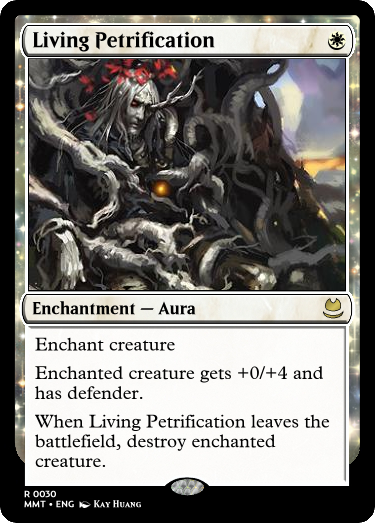 Living Petrification
Enchantment — Aura
Enchant creature
Enchanted creature gets +0/+4 and
has defender.
When Living Petrification leaves the
battlefield, destroy enchanted
creature.
R 0030
MMT • ENG Kay Huang